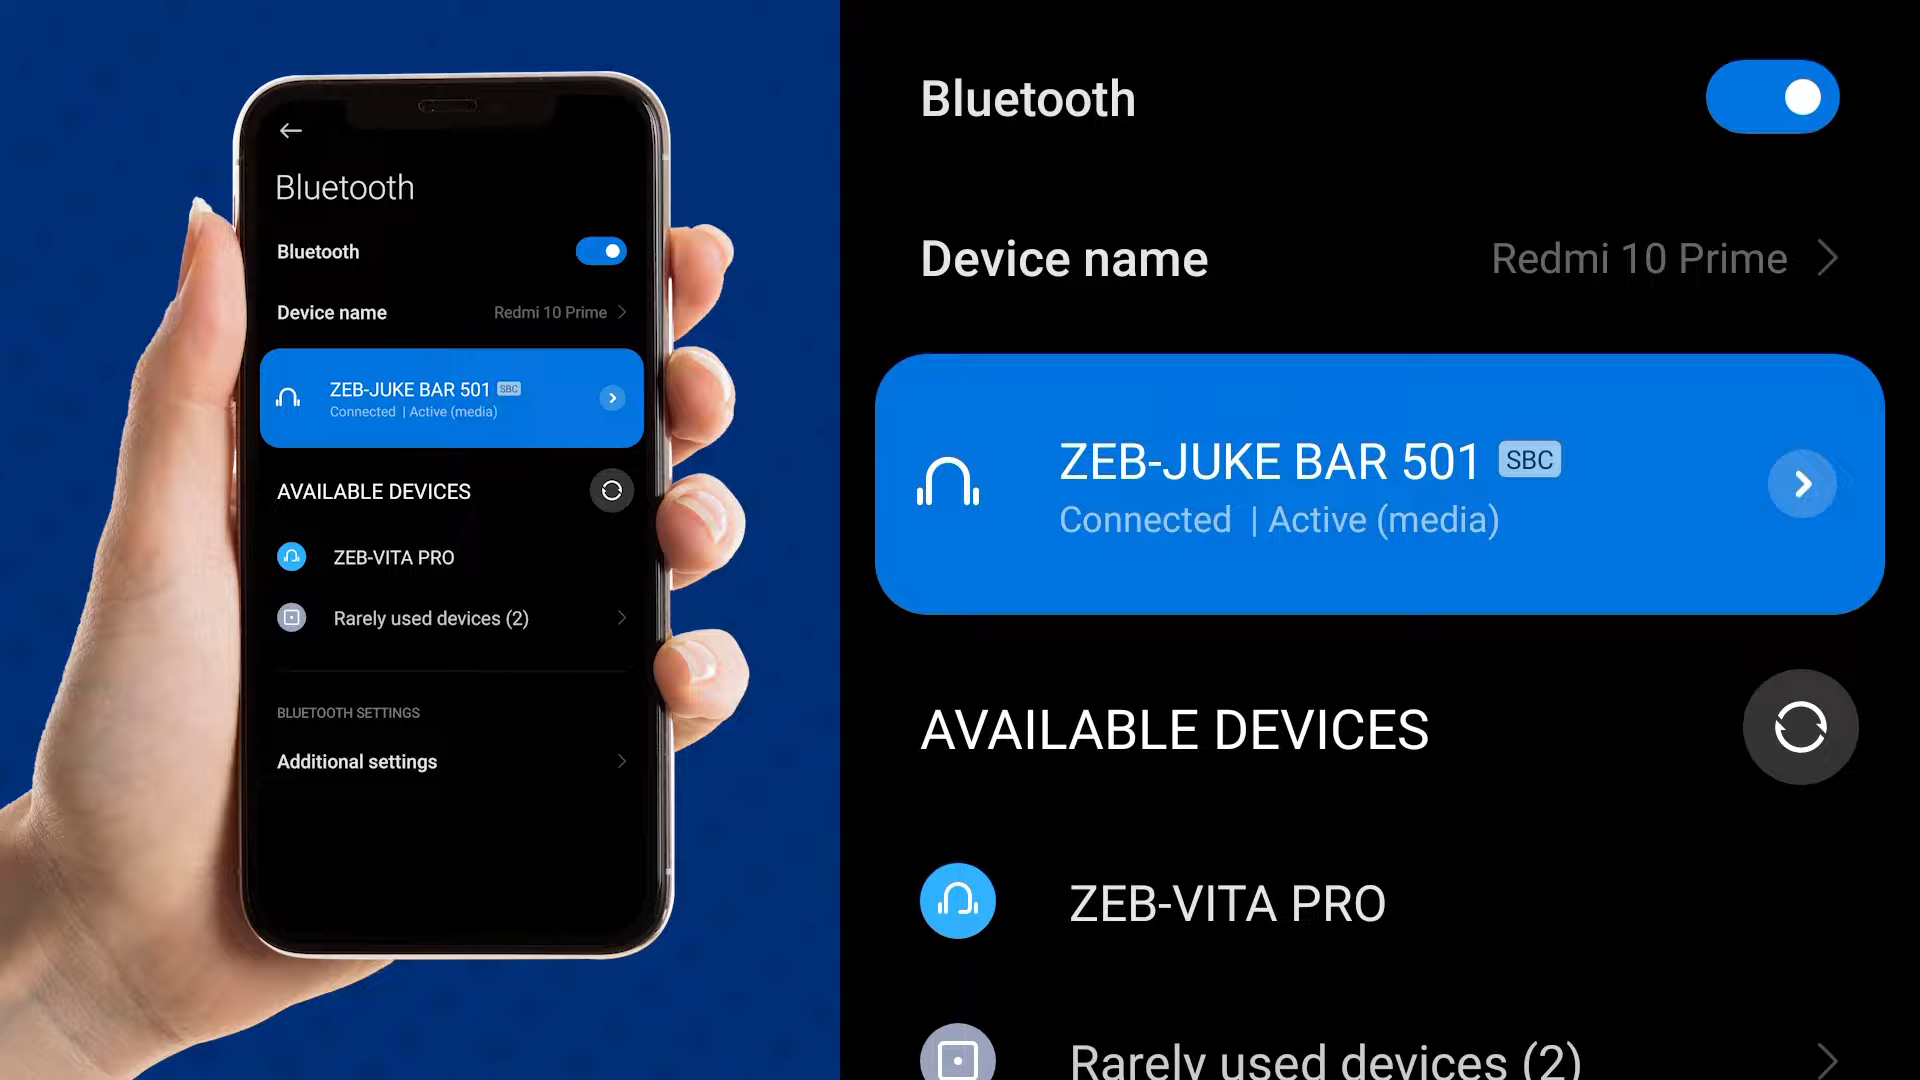 Bluetooth
Bluetooth
Device name Redmi 10 Prime
ZEB-JUKE BAR 501 SBC
Connected | Active (media)
AVAILABLE DEVICES
ZEB-VITA PRO
Rarely used devices (2)
BLUETOOTH SETTINGS
Additional settings
Bluetooth
Device name Redmi 10 Prime
ZEB-JUKE BAR 501 SBC
Connected | Active (media)
AVAILABLE DEVICES
ZEB-VITA PRO
Rarely used devices (2)